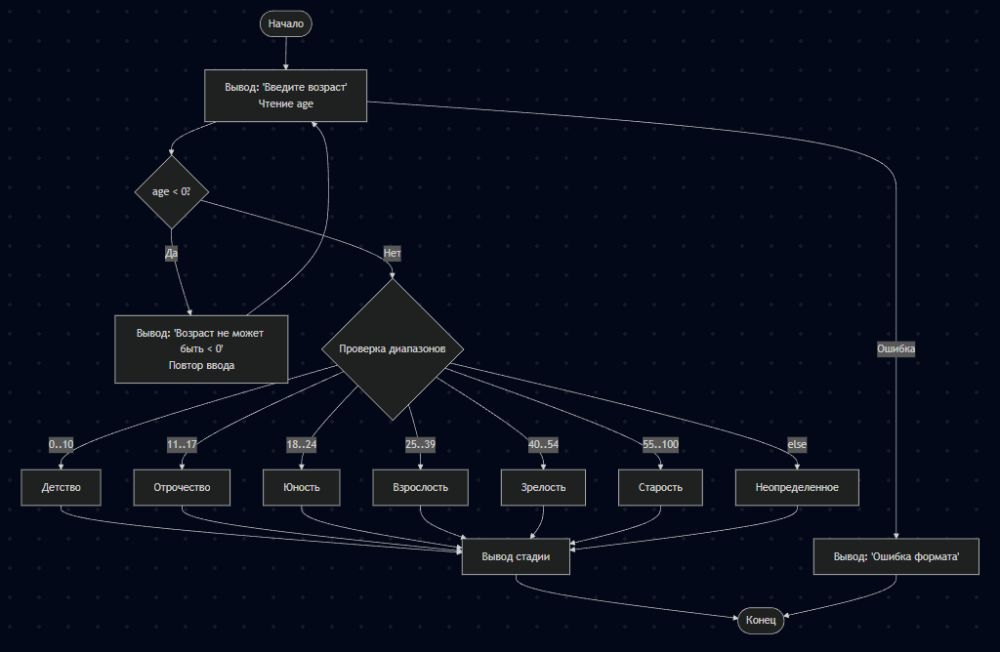 Начало
Вывод: 'Введите возраст'
Чтение age
age < 0?
Да
Нет
Вывод: 'Возраст не может
быть < 0'
Повтор ввода
Проверка диапазонов
Ошибка
0..10
11..17
18..24
25..39
40..54
55..100
else
Детство
Отрочество
Юность
Взрослость
Зрелость
Старость
Неопределенное
Вывод стадии
Вывод: 'Ошибка формата'
Конец